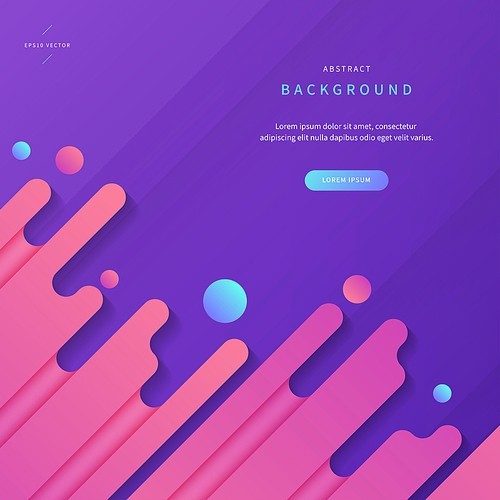 EPS10 VECTOR
ABSTRACT
BACKGROUND
Lorem ipsum dolor sit amet, consectetur
adipiscing elit. Vivamus dapibus odio eget velit varius.
LOREM IPSUM